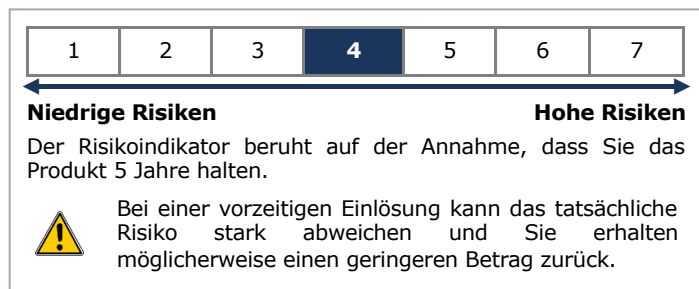 1 2 3 4 5 6 7
Niedrige Risiken Hohe Risiken
Der Risikoindikator beruht auf der Annahme, dass Sie das
Produkt 5 Jahre halten.
Bei einer vorzeitigen Einlösung kann das tatsächliche
Risiko stark abweichen und Sie erhalten
möglicherweise einen geringeren Betrag zurück.